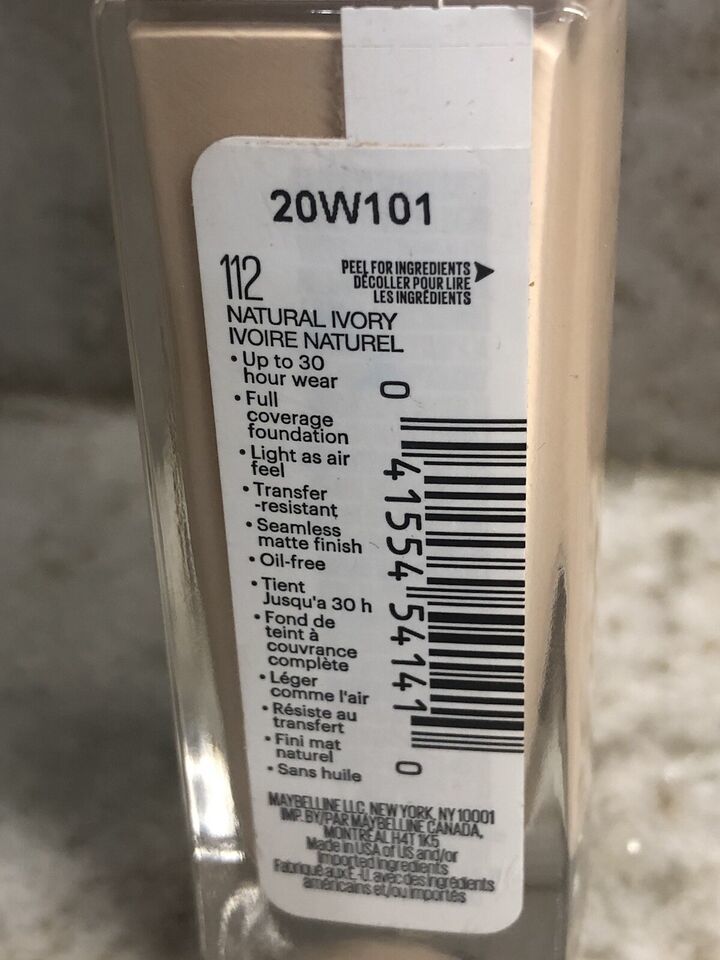 20W101
112
PEEL FOR INGREDIENTS
DÉCOLLER POUR LIRE
LES INGRÉDIENTS
NATURAL IVORY
IVOIRE NATUREL
• Up to 30
hour wear
• Full
coverage
foundation
• Light as air
feel
• Transfer
-resistant
• Seamless
matte finish
• Oil-free
• Tient
Jusqu'a 30 h
• Fond de
teint à
couvrance
complète
• Léger
comme l'air
• Résiste au
transfert
• Fini mat
naturel
• Sans huile
0 41554 54141 0
MAYBELLINE LLC, NEW YORK, NY 10001
IMP. BY/PAR MAYBELLINE CANADA,
MONTRÉAL H4T 1K5
Made in USA of US and/or
imported ingredients
Fabriqué aux É.-U. avec des ingrédients
américains et/ou importés